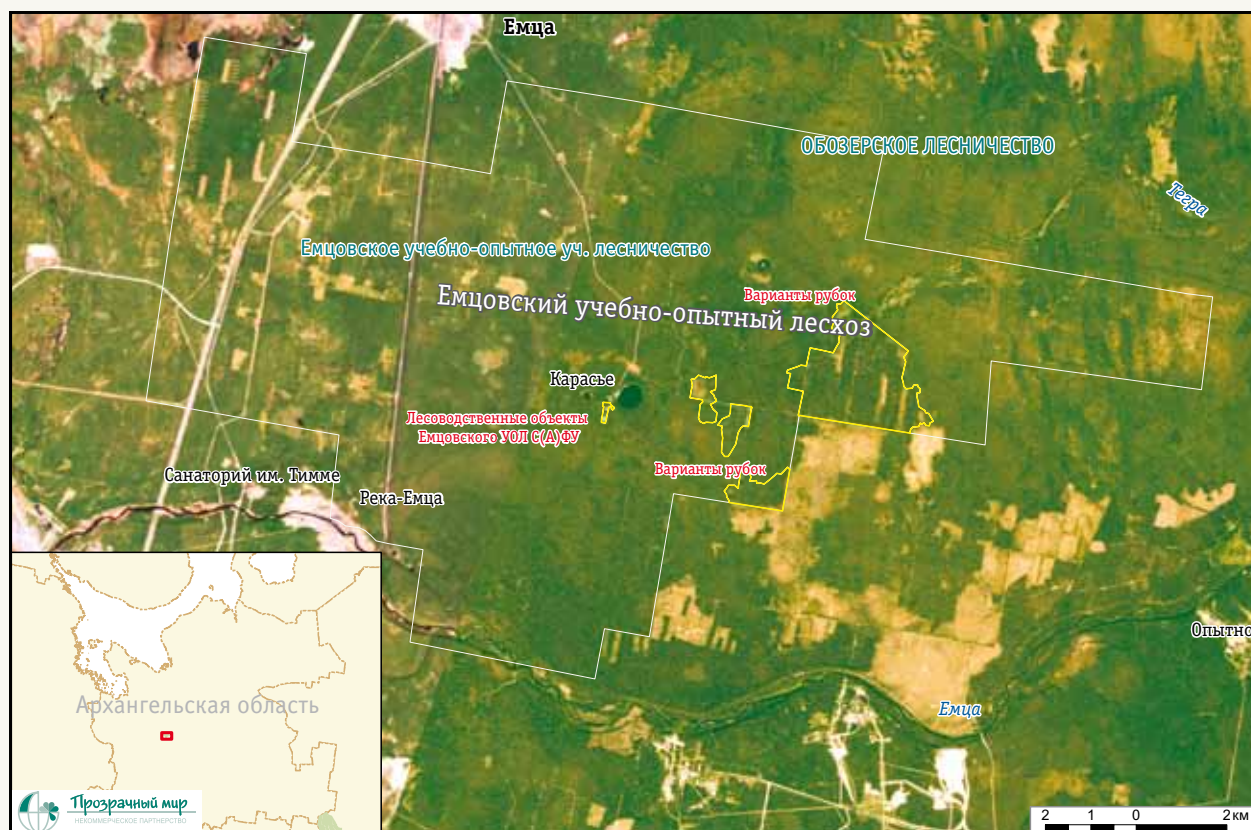 Емца
ОБОЗЕРСКОЕ ЛЕСНИЧЕСТВО
Тегра
Емцовское учебно-опытное уч. лесничество
Емцовский учебно-опытный лесхоз
Варианты рубок
Карасье
Лесоводственные объекты
Емцовского УОЛ С(А)ФУ
Варианты рубок
Санаторий им. Тимме
Река-Емца
Опытно
Емца
Архангельская область
Прозрачный мир
НЕКОММЕРЧЕСКОЕ ПАРТНЕРСТВО
2 1 0 2 км